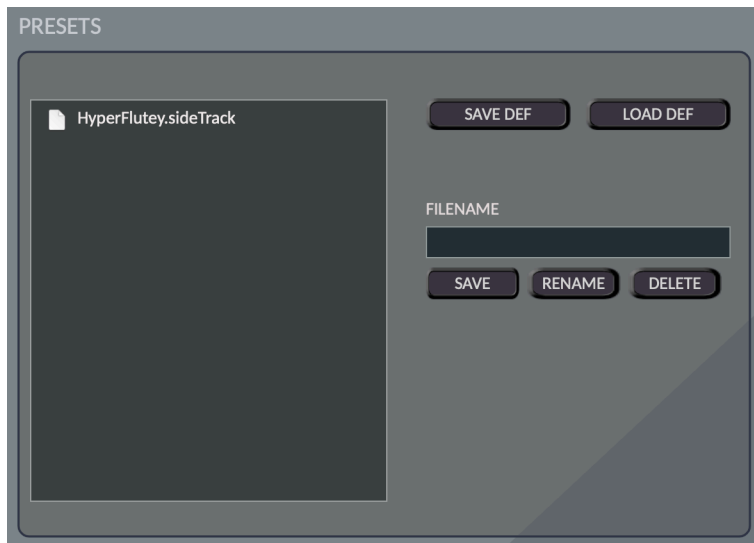 PRESETS
HyperFlutey.sideTrack
SAVE DEF
LOAD DEF
FILENAME
SAVE
RENAME
DELETE